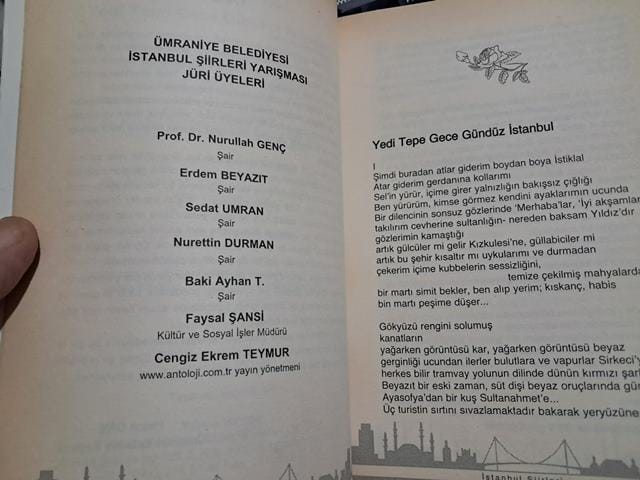 ÜMRANİYE BELEDİYESİ
İSTANBUL ŞİİRLERİ YARIŞMASI
JÜRİ ÜYELERİ
Prof. Dr. Nurullah GENÇ
Şair
Erdem BEYAZIT
Şair
Sedat UMRAN
Şair
Nurettin DURMAN
Şair
Baki Ayhan T.
Şair
Faysal ŞANSİ
Kültür ve Sosyal İşler Müdürü
Cengiz Ekrem TEYMUR
www.antoloji.com.tr yayın yönetmeni
Yedi Tepe Gece Gündüz İstanbul
I
Şimdi buradan atlar giderim boydan boya İstiklal
Atar giderim gerdanına kollarımı
Sel'in yürür, içime girer yalnızlığın bakışsız çığlığı
Ben yürürüm, kimse görmez kendini ayaklarımın ucunda
Bir dilencinin sonsuz gözlerinde 'Merhaba'lar, 'İyi akşamlar
takılırım cevherine sultanlığın- nereden baksam Yıldız'dır
gözlerimin kamaştığı
artık gülcüler mi gelir Kızkulesi'ne, güllabiciler mi
artık bu şehir kısaltır mı uykularımı ve durmadan
çekerim içime kubbelerin sessizliğini,
temize çekilmiş mahyalarda
bir martı simit bekler, ben alıp yerim; kıskanç, habis
bin martı peşime düşer...
Gökyüzü rengini solumuş
kanatların
yağarken görüntüsü kar, yağarken görüntüsü beyaz
gerginliği ucundan ilerler bulutlara ve vapurlar Sirkeci'y
herkes bilir tramvay yolunun dilinde dünün kırmızı şar
Beyazıt bir eski zaman, süt dişi beyaz oruçlarında gü
Ayasofya'dan bir kuş Sultanahmet'e...
Üç turistin sırtını sıvazlamaktadır bakarak yeryüzüne
İstanbul Şiirleri